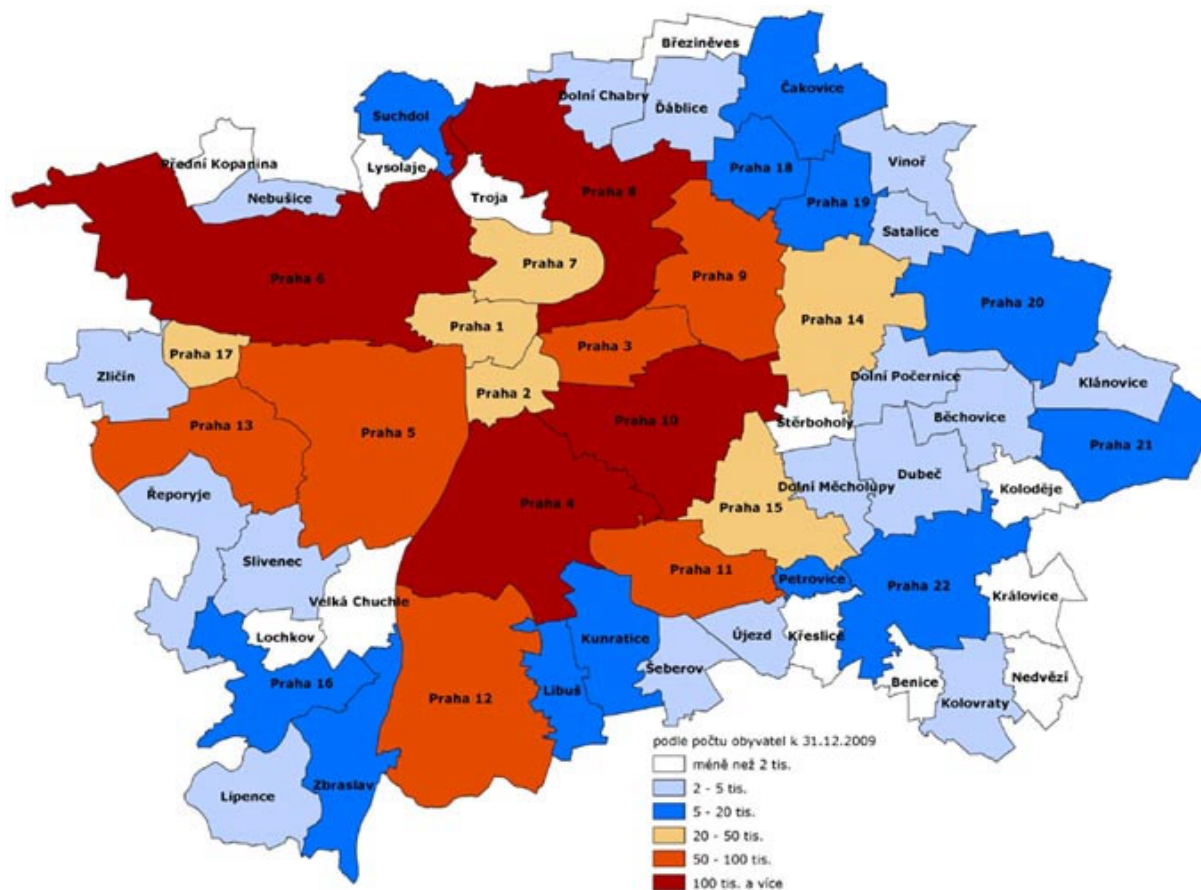 Březiněves
Dolní Chabry
Ďáblice
Čakovice
Suchdol
Přední Kopanina
Lysolaje
Nebušice
Troja
Praha 8
Praha 18
Vinoř
Praha 19
Satalice
Praha 6
Praha 7
Praha 9
Praha 20
Praha 1
Praha 14
Praha 3
Praha 17
Zličín
Praha 2
Dolní Počernice
Klánovice
Praha 13
Praha 5
Praha 10
Štěrboholy
Běchovice
Praha 21
Řeporyje
Praha 4
Praha 15
Dolní Měcholupy
Dubeč
Koloděje
Slivenec
Praha 11
Petrovice
Praha 22
Královice
Velká Chuchle
Lochkov
Kunratice
Újezd
Křeslice
Šeberov
Praha 16
Praha 12
Libuš
Benice
Nedvězí
Kolovraty
Zbraslav
Lipence
podle počtu obyvatel k 31.12.2009
méně než 2 tis.
2 - 5 tis.
5 - 20 tis.
20 - 50 tis.
50 - 100 tis.
100 tis. a více